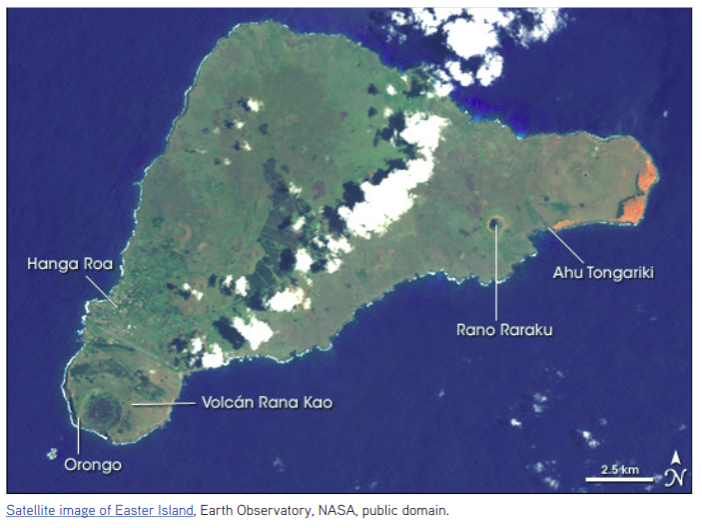 Hanga Roa
Ahu Tongariki
Rano Raraku
Volcán Rana Kao
Orongo
2.5 km
N
Satellite image of Easter Island, Earth Observatory, NASA, public domain.